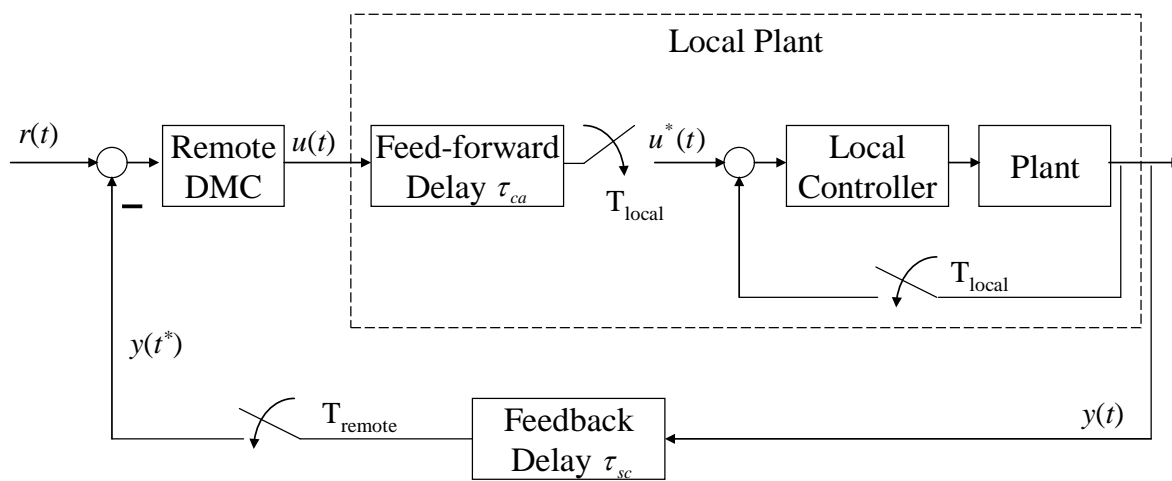 Local Plant
r(t)
Remote
DMC
u(t)
Feed-forward
Delay τca
Tlocal
u*(t)
Local
Controller
Plant
Tlocal
y(t*)
Tremote
Feedback
Delay τsc
y(t)